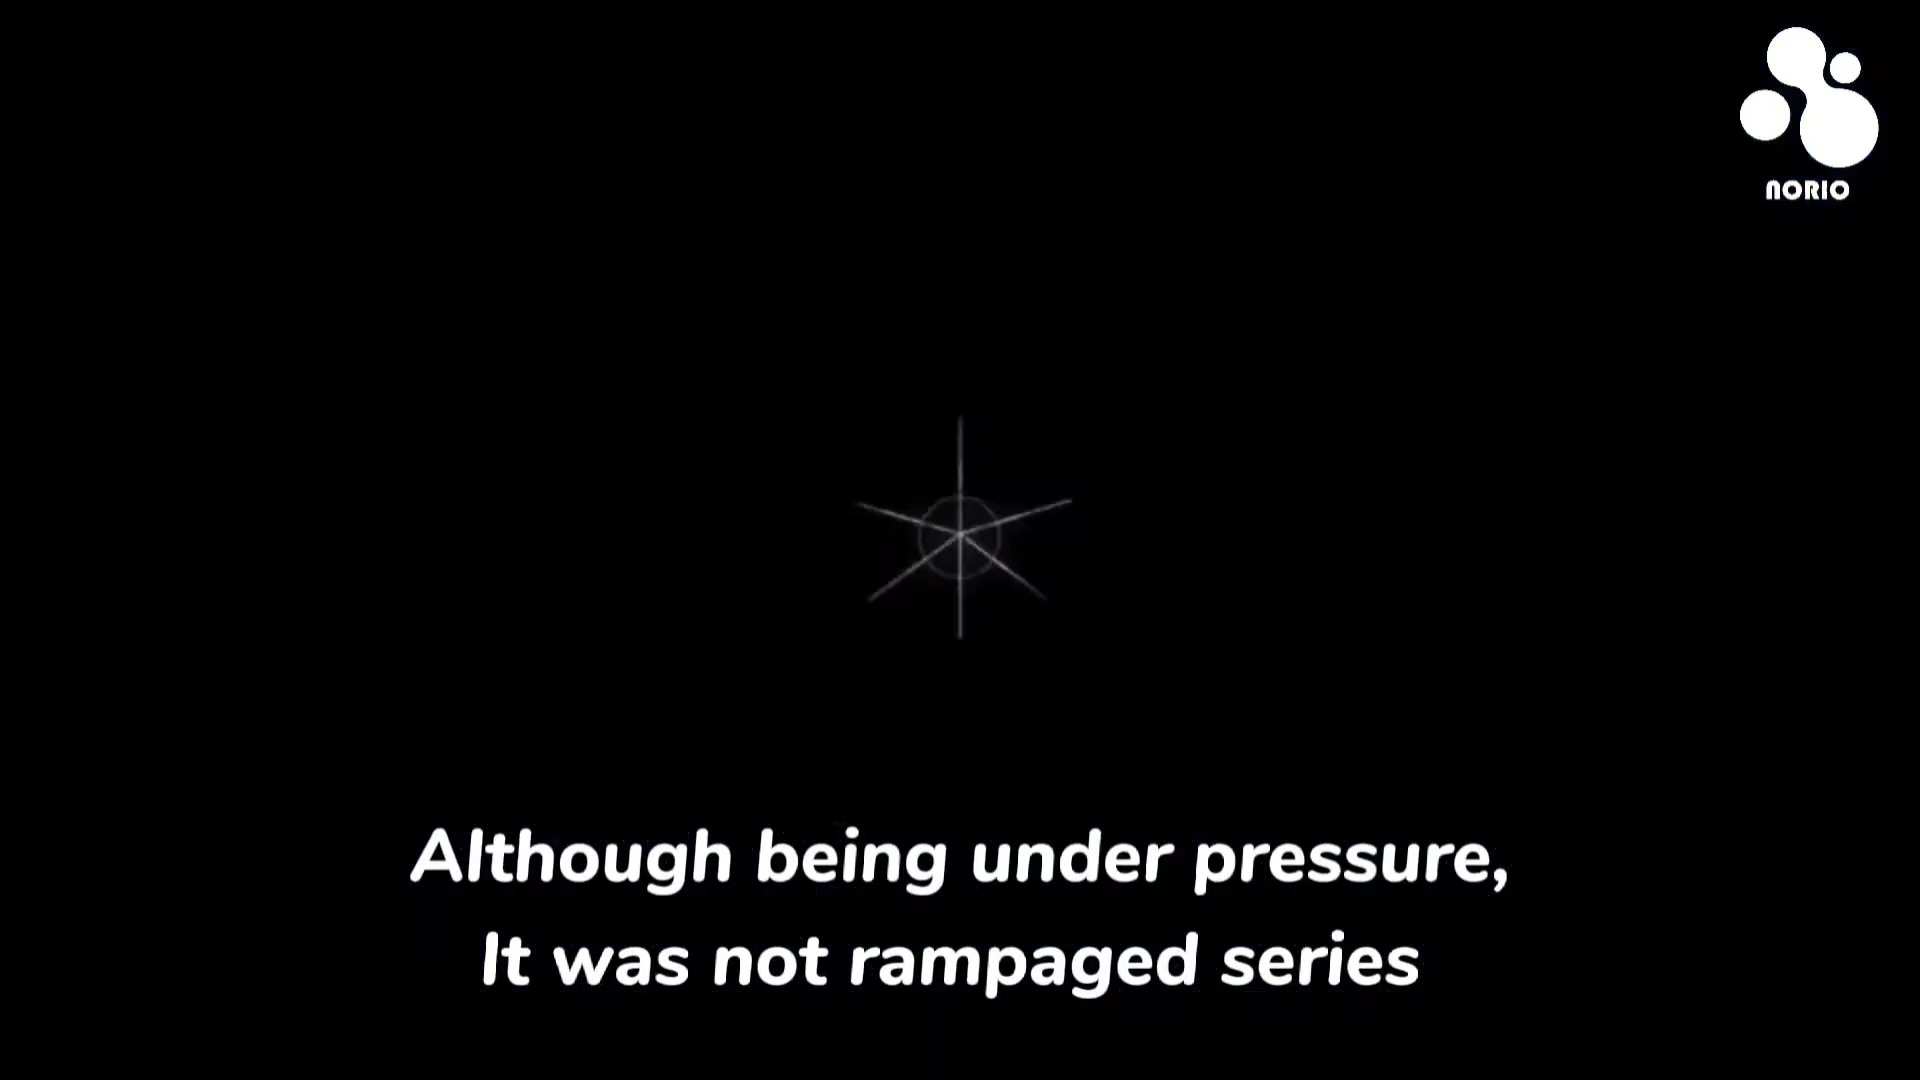 NORIO
Although being under pressure,
It was not rampaged series